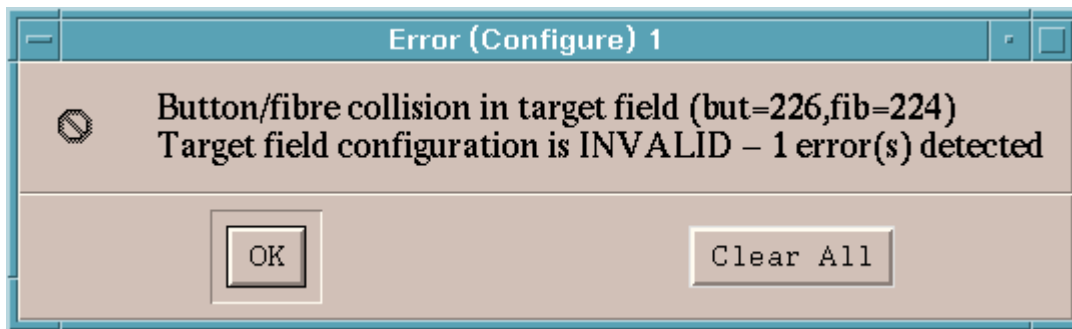 Error (Configure) 1
Button/fibre collision in target field (but=226,fib=224)
Target field configuration is INVALID – 1 error(s) detected
OK
Clear All